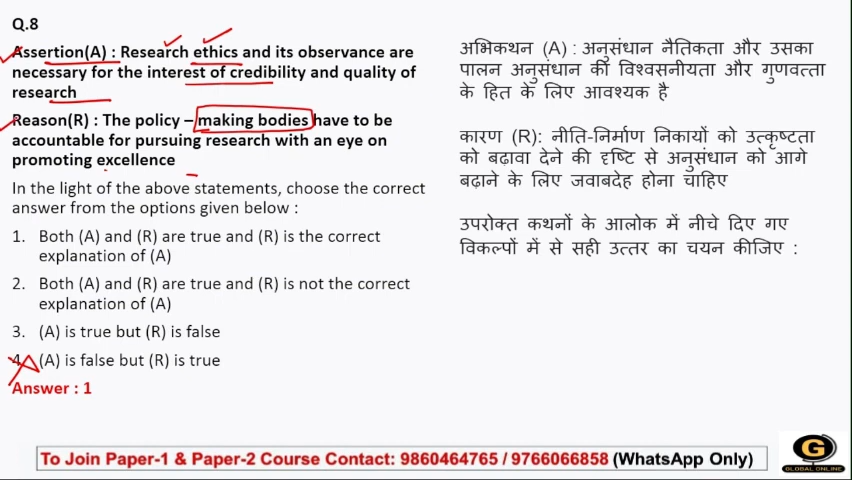 Q.8
Assertion(A) : Research ethics and its observance are
necessary for the interest of credibility and quality of
research
Reason(R) : The policy – making bodies have to be
accountable for pursuing research with an eye on
promoting excellence
In the light of the above statements, choose the correct
answer from the options given below :
1. Both (A) and (R) are true and (R) is the correct
explanation of (A)
2. Both (A) and (R) are true and (R) is not the correct
explanation of (A)
3. (A) is true but (R) is false
4. (A) is false but (R) is true
Answer : 1
अभिकथन (A) : अनुसंधान नैतिकता और उसका
पालन अनुसंधान की विश्वसनीयता और गुणवत्ता
के हित के लिए आवश्यक है
कारण (R): नीति-निर्माण निकायों को उत्कृष्टता
को बढ़ावा देने की दृष्टि से अनुसंधान को आगे
बढ़ाने के लिए जवाबदेह होना चाहिए
उपरोक्त कथनों के आलोक में नीचे दिए गए
विकल्पों में से सही उत्तर का चयन कीजिए :
To Join Paper-1 & Paper-2 Course Contact: 9860464765 / 9766066858 (WhatsApp Only)
G
GLOBAL ONLINE